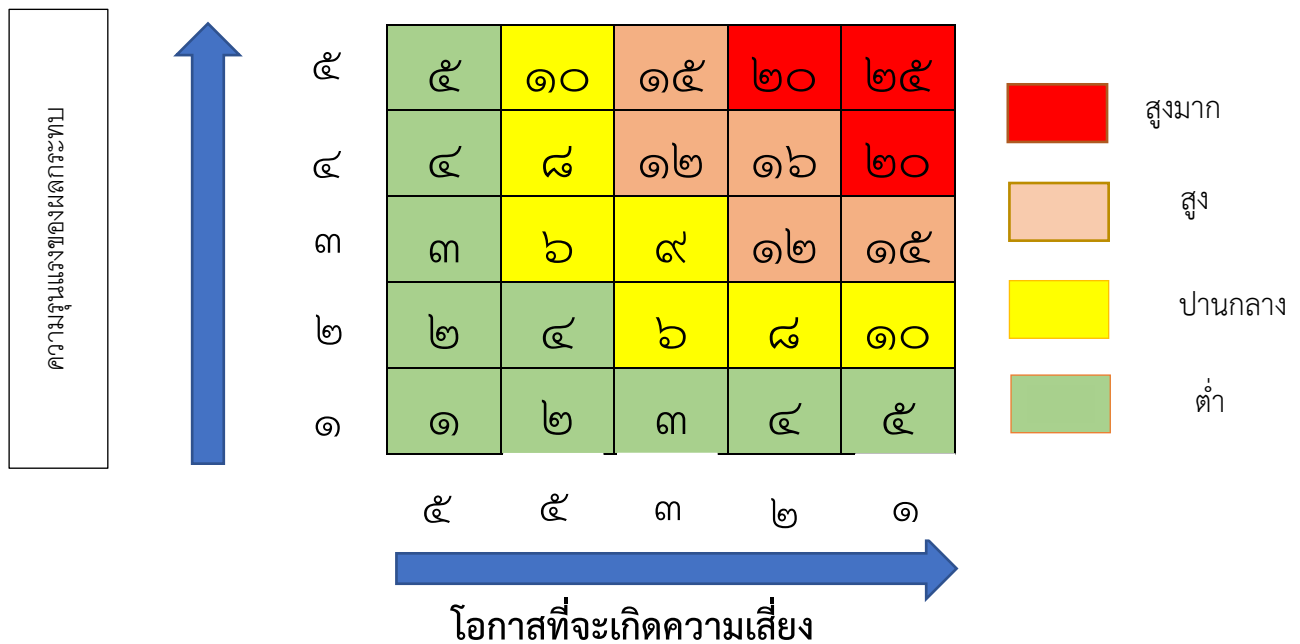 ความรุนแรงของผลกระทบ
๕ ๕ ๑๐ ๑๕ ๒๐ ๒๕
๔ ๔ ๘ ๑๒ ๑๖ ๒๐
๓ ๓ ๖ ๙ ๑๒ ๑๕
๒ ๒ ๔ ๖ ๘ ๑๐
๑ ๑ ๒ ๓ ๔ ๕
๕ ๕ ๓ ๒ ๑
โอกาสที่จะเกิดความเสี่ยง
สูงมาก
สูง
ปานกลาง
ต่ำ